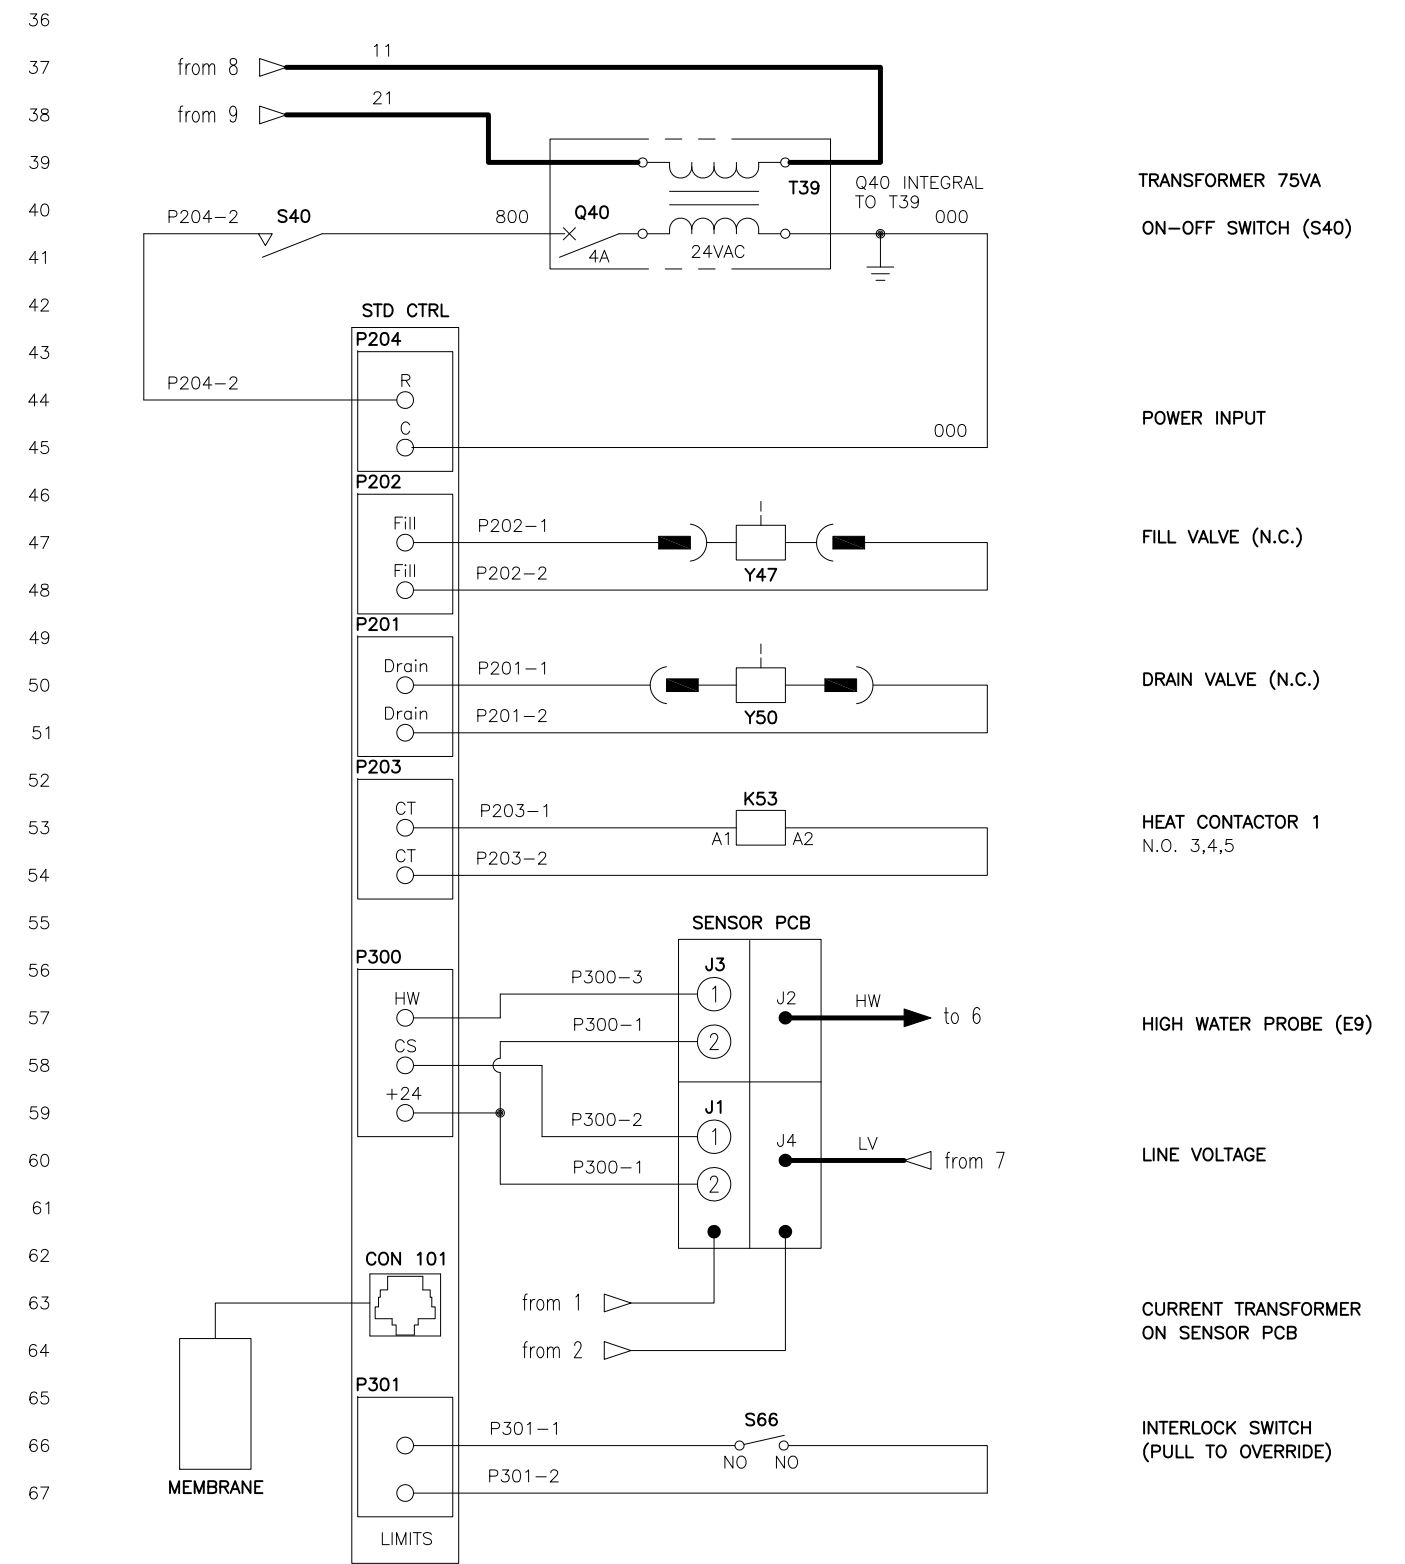 36
11
37 from 8
21
38 from 9
39
T39 Q40 INTEGRAL
TO T39
TRANSFORMER 75VA
40 P204-2 S40 800 Q40 000
ON-OFF SWITCH (S40)
41 4A 24VAC
42
STD CTRL
43 P204
P204-2 R
44
C 000
POWER INPUT
45
46
P202
Fill P202-1
47 FILL VALVE (N.C.)
Fill P202-2 Y47
48
49
P201
Drain P201-1
50 DRAIN VALVE (N.C.)
Drain P201-2 Y50
51
52
P203
CT P203-1 K53
53 A1 A2
HEAT CONTACTOR 1
N.O. 3,4,5
CT P203-2
54
55 SENSOR PCB
56 P300 J3
P300-3 1
HW J2 HW
57 to 6
P300-1 2
HIGH WATER PROBE (E9)
CS
58
+24
59 J1
P300-2 1
J4 LV
60 from 7
LINE VOLTAGE
P300-1 2
61
62 CON 101
63 from 1
CURRENT TRANSFORMER
ON SENSOR PCB
64 from 2
65 P301
P301-1 S66
INTERLOCK SWITCH
(PULL TO OVERRIDE)
66 NO NO
P301-2
67 MEMBRANE
LIMITS